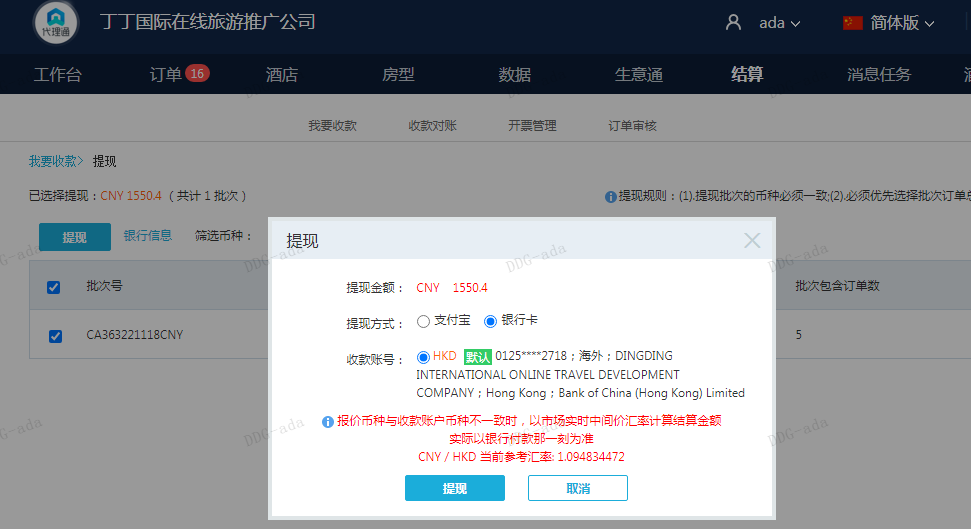 代理通
丁丁国际在线旅游推广公司
ada
简体版
工作台
订单 16
酒店
房型
数据
生意通
结算
消息任务
我要收款
收款对账
开票管理
订单审核
我要收款> 提现
已选择提现：CNY 1550.4 （ 共计 1 批次 ）
提现规则：(1).提现批次的币种必须一致;(2).必须优先选择批次订单总
提现
银行信息
筛选币种：
批次号
批次包含订单数
CA363221118CNY
5
提现
提现金额： CNY 1550.4
提现方式： 支付宝 银行卡
收款账号： HKD 默认 0125****2718；海外；DINGDING
INTERNATIONAL ONLINE TRAVEL DEVELOPMENT
COMPANY；Hong Kong；Bank of China (Hong Kong) Limited
报价币种与收款账户币种不一致时，以市场实时中间价汇率计算结算金额
实际以银行付款那一刻为准
CNY / HKD 当前参考汇率: 1.094834472
提现
取消
DDG-ada
DDG-ada
DDG-ada
DDG-ada
DDG-ada